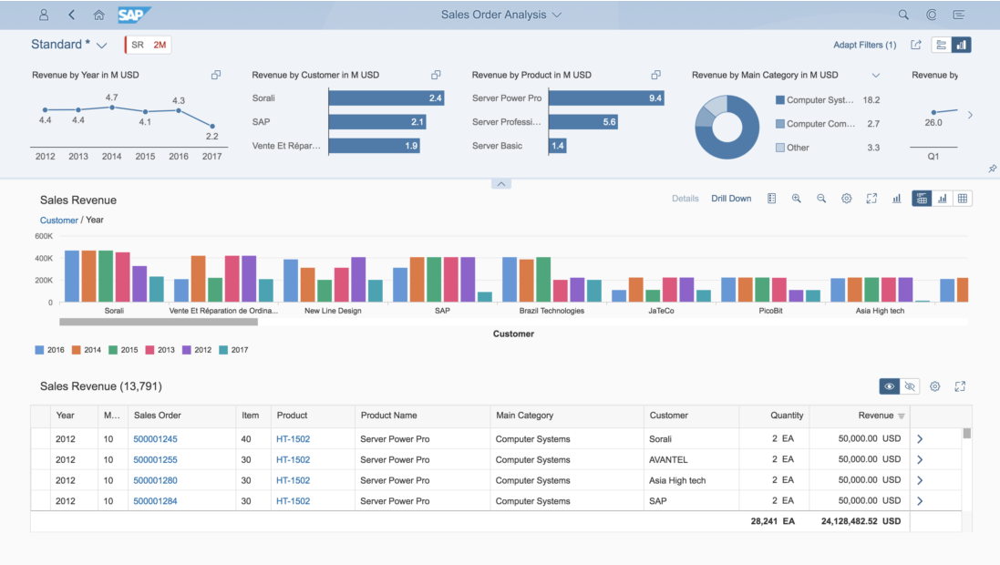 SAP
Sales Order Analysis
Standard *
SR 2M
Adapt Filters (1)
Revenue by Year in M USD
4.4 4.4 4.7 4.1 4.3 2.2
2012 2013 2014 2015 2016 2017
Revenue by Customer in M USD
Sorali 2.4
SAP 2.1
Vente Et Répar... 1.9
Revenue by Product in M USD
Server Power Pro 9.4
Server Professi... 5.6
Server Basic 1.4
Revenue by Main Category in M USD
Computer Syst... 18.2
Computer Com... 2.7
Other 3.3
Revenue by
26.0
Q1
Sales Revenue
Details Drill Down
Customer / Year
600K
400K
200K
0
Sorali Vente Et Réparation de Ordina... New Line Design SAP Brazil Technologies JaTeCo PicoBit Asia High tech
Customer
2016 2014 2015 2013 2012 2017
Sales Revenue (13,791)
Year M... Sales Order Item Product Product Name Main Category Customer Quantity Revenue
2012 10 500001245 40 HT-1502 Server Power Pro Computer Systems Sorali 2 EA 50,000.00 USD
2012 10 500001255 30 HT-1502 Server Power Pro Computer Systems AVANTEL 2 EA 50,000.00 USD
2012 10 500001280 30 HT-1502 Server Power Pro Computer Systems Asia High tech 2 EA 50,000.00 USD
2012 10 500001284 30 HT-1502 Server Power Pro Computer Systems SAP 2 EA 50,000.00 USD
28,241 EA 24,128,482.52 USD